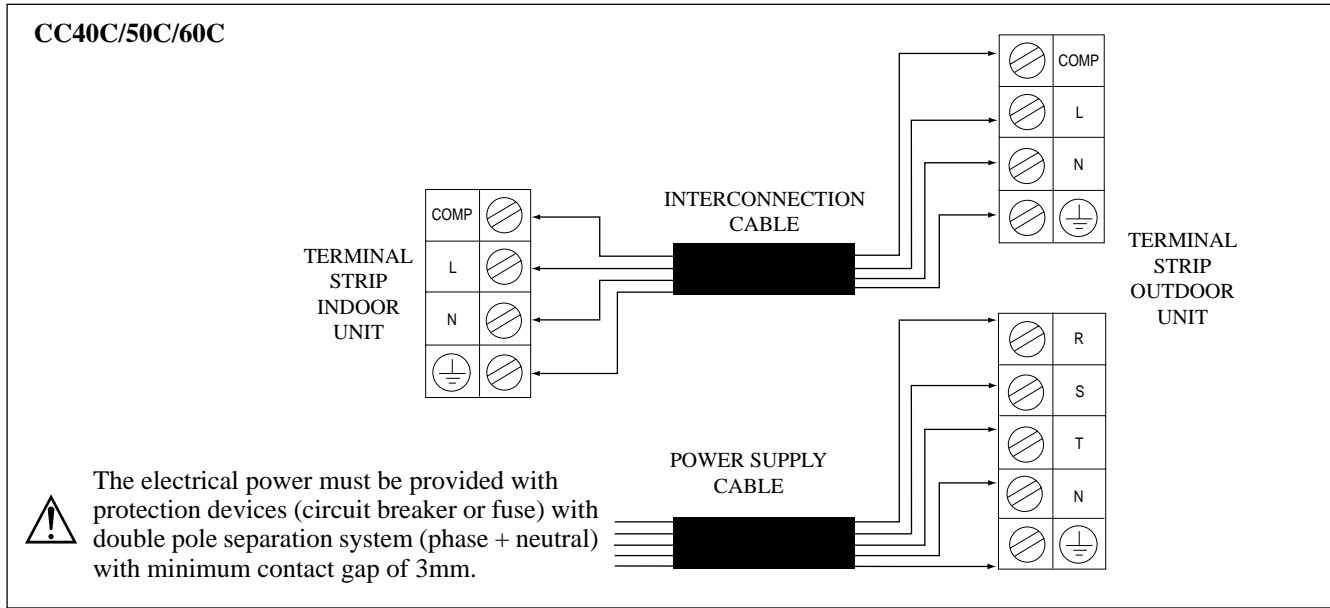 CC40C/50C/60C
COMP
L
N
INTERCONNECTION
CABLE
COMP
L
N
TERMINAL
STRIP
INDOOR
UNIT
TERMINAL
STRIP
OUTDOOR
UNIT
R
S
T
N
POWER SUPPLY
CABLE
The electrical power must be provided with
protection devices (circuit breaker or fuse) with
double pole separation system (phase + neutral)
with minimum contact gap of 3mm.